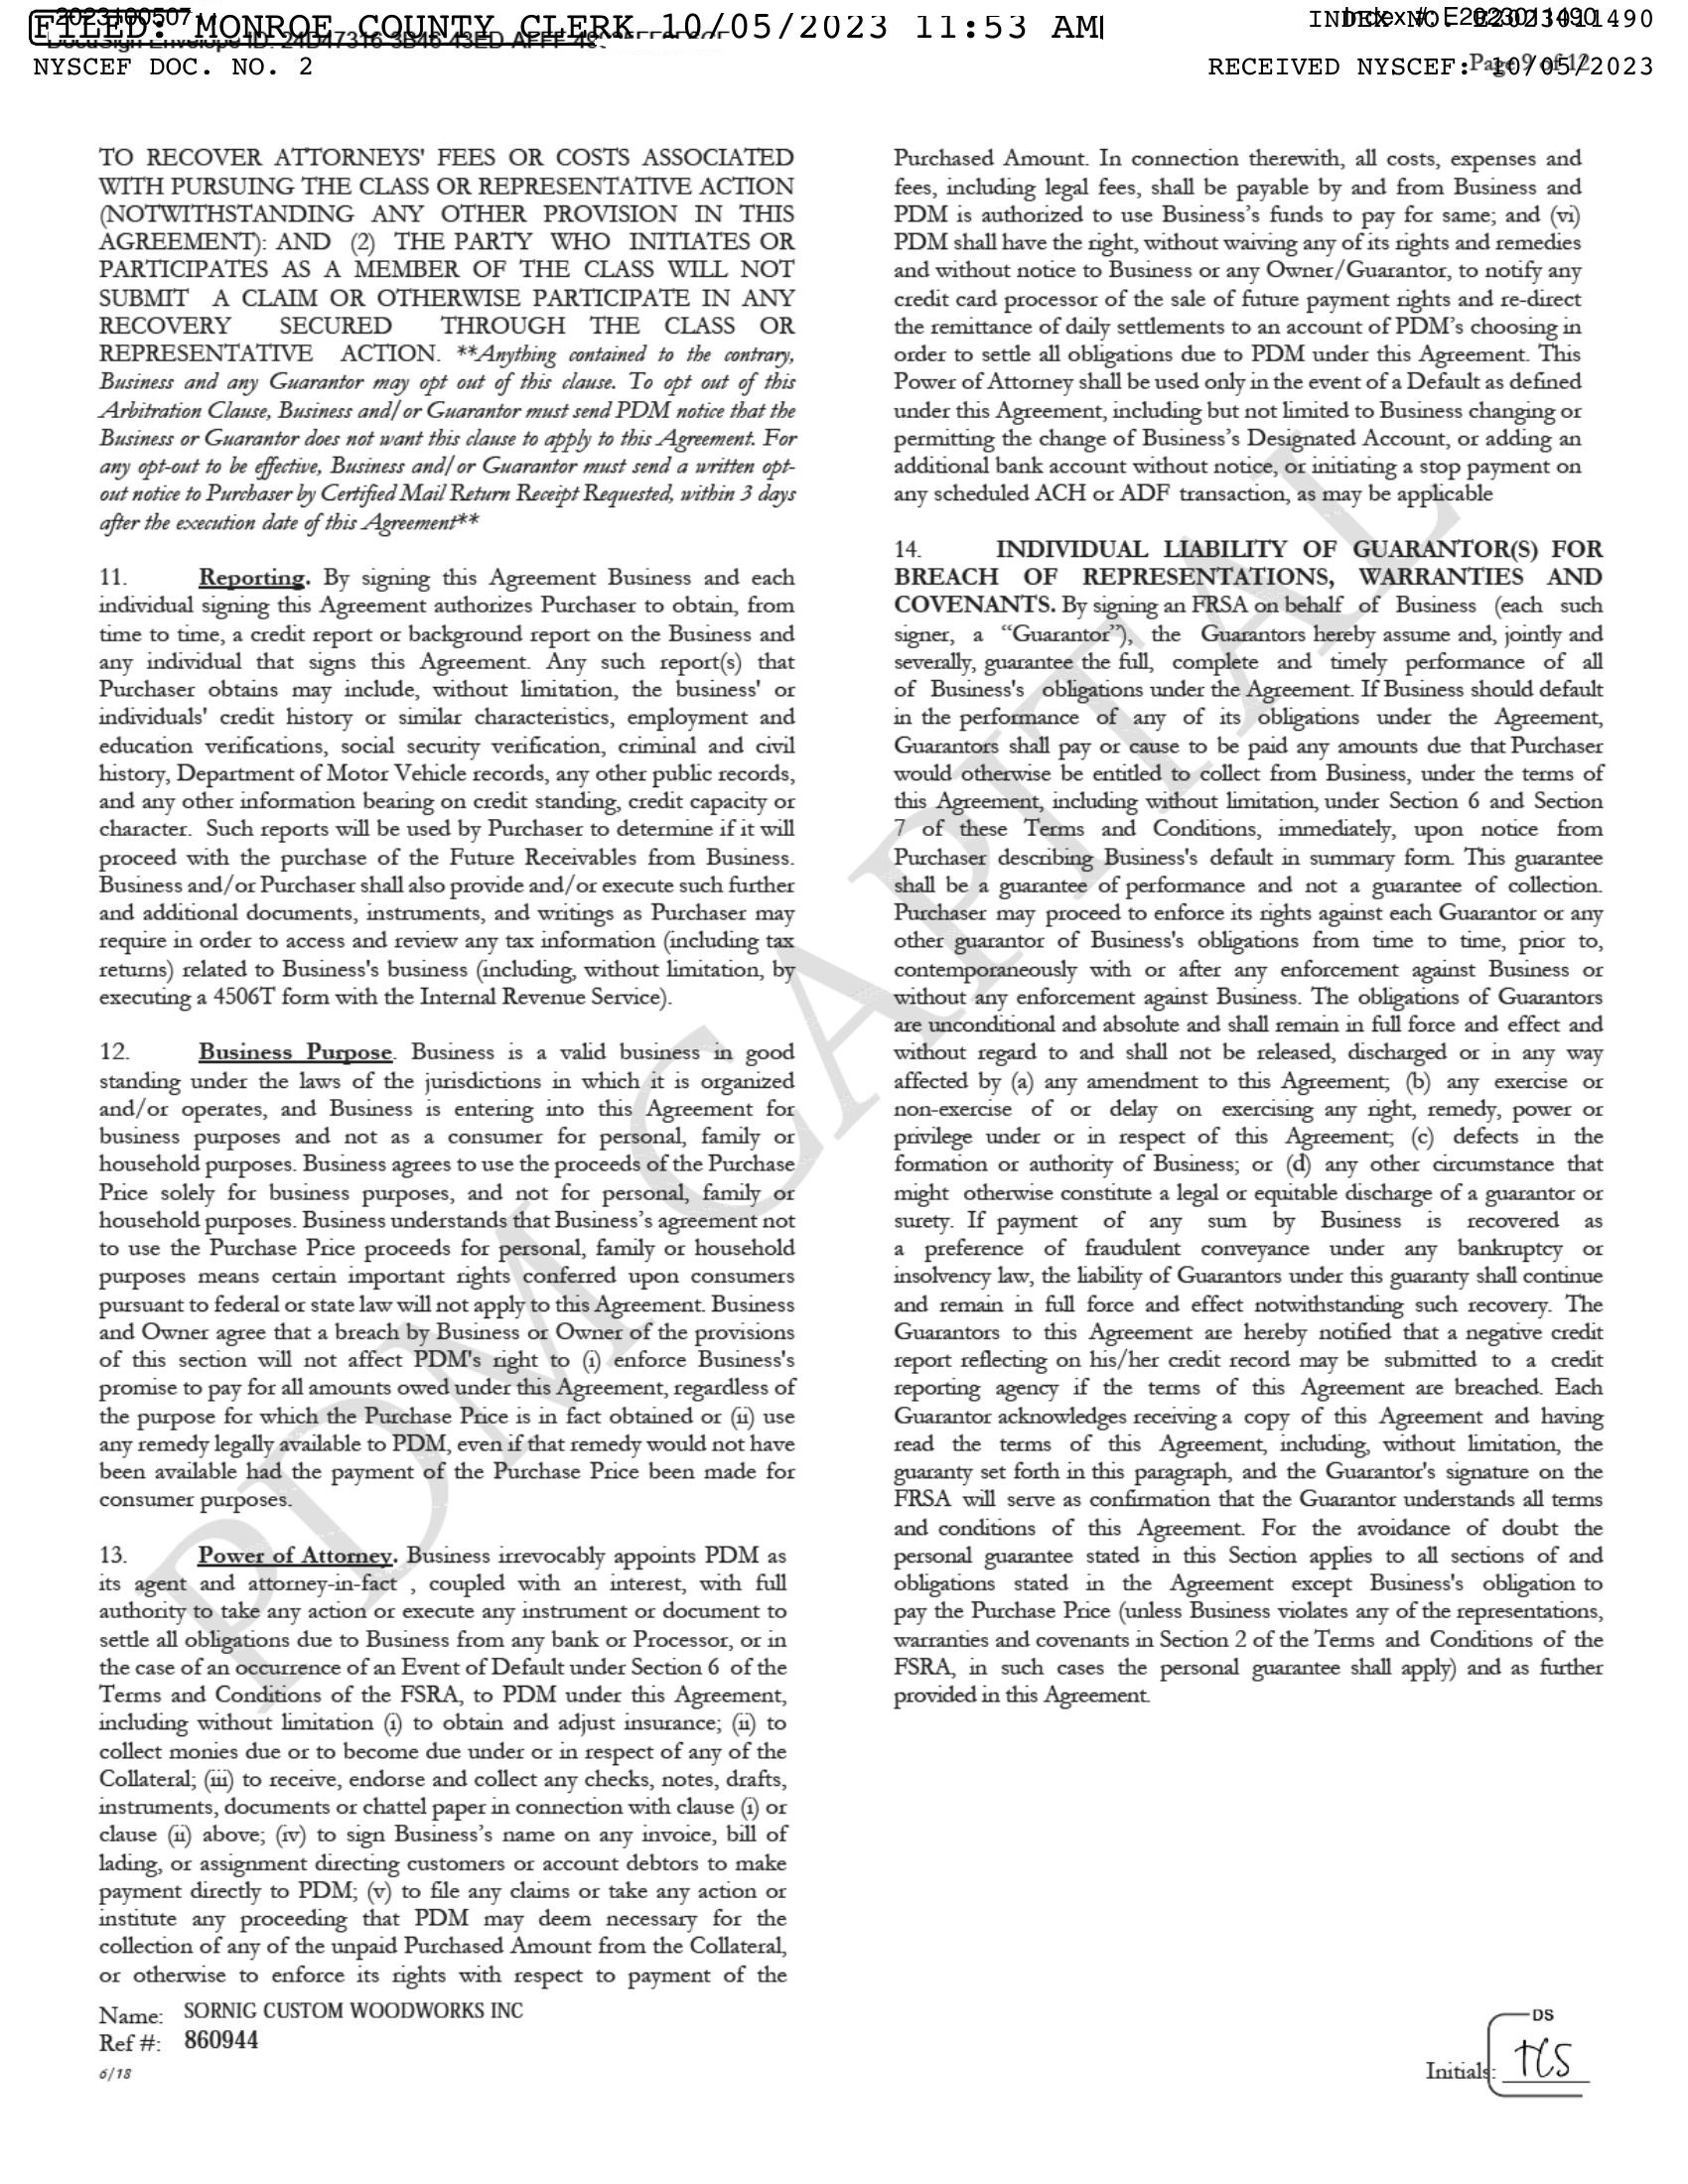 FILED: MONROE COUNTY CLERK 10/05/2023 11:53 AM
202310050714
INDEX NO. E2023011490
Index #: E2023011490
NYSCEF DOC. NO. 2
RECEIVED NYSCEF: 10/05/2023
Page 9 of 12
TO RECOVER ATTORNEYS' FEES OR COSTS ASSOCIATED
WITH PURSUING THE CLASS OR REPRESENTATIVE ACTION
(NOTWITHSTANDING ANY OTHER PROVISION IN THIS
AGREEMENT): AND (2) THE PARTY WHO INITIATES OR
PARTICIPATES AS A MEMBER OF THE CLASS WILL NOT
SUBMIT A CLAIM OR OTHERWISE PARTICIPATE IN ANY
RECOVERY SECURED THROUGH THE CLASS OR
REPRESENTATIVE ACTION. **Anything contained to the contrary,
Business and any Guarantor may opt out of this clause. To opt out of this
Arbitration Clause, Business and/or Guarantor must send PDM notice that the
Business or Guarantor does not want this clause to apply to this Agreement. For
any opt-out to be effective, Business and/or Guarantor must send a written opt-
out notice to Purchaser by Certified Mail Return Receipt Requested, within 3 days
after the execution date of this Agreement**
11. Reporting. By signing this Agreement Business and each
individual signing this Agreement authorizes Purchaser to obtain, from
time to time, a credit report or background report on the Business and
any individual that signs this Agreement. Any such report(s) that
Purchaser obtains may include, without limitation, the business' or
individuals' credit history or similar characteristics, employment and
education verifications, social security verification, criminal and civil
history, Department of Motor Vehicle records, any other public records,
and any other information bearing on credit standing, credit capacity or
character. Such reports will be used by Purchaser to determine if it will
proceed with the purchase of the Future Receivables from Business.
Business and/or Purchaser shall also provide and/or execute such further
and additional documents, instruments, and writings as Purchaser may
require in order to access and review any tax information (including tax
returns) related to Business's business (including, without limitation, by
executing a 4506T form with the Internal Revenue Service).
12. Business Purpose. Business is a valid business in good
standing under the laws of the jurisdictions in which it is organized
and/or operates, and Business is entering into this Agreement for
business purposes and not as a consumer for personal, family or
household purposes. Business agrees to use the proceeds of the Purchase
Price solely for business purposes, and not for personal, family or
household purposes. Business understands that Business’s agreement not
to use the Purchase Price proceeds for personal, family or household
purposes means certain important rights conferred upon consumers
pursuant to federal or state law will not apply to this Agreement. Business
and Owner agree that a breach by Business or Owner of the provisions
of this section will not affect PDM's right to (i) enforce Business's
promise to pay for all amounts owed under this Agreement, regardless of
the purpose for which the Purchase Price is in fact obtained or (ii) use
any remedy legally available to PDM, even if that remedy would not have
been available had the payment of the Purchase Price been made for
consumer purposes.
13. Power of Attorney. Business irrevocably appoints PDM as
its agent and attorney-in-fact , coupled with an interest, with full
authority to take any action or execute any instrument or document to
settle all obligations due to Business from any bank or Processor, or in
the case of an occurrence of an Event of Default under Section 6 of the
Terms and Conditions of the FSRA, to PDM under this Agreement,
including without limitation (i) to obtain and adjust insurance; (ii) to
collect monies due or to become due under or in respect of any of the
Collateral; (iii) to receive, endorse and collect any checks, notes, drafts,
instruments, documents or chattel paper in connection with clause (i) or
clause (ii) above; (iv) to sign Business’s name on any invoice, bill of
lading, or assignment directing customers or account debtors to make
payment directly to PDM; (v) to file any claims or take any action or
institute any proceeding that PDM may deem necessary for the
collection of any of the unpaid Purchased Amount from the Collateral,
or otherwise to enforce its rights with respect to payment of the
Purchased Amount. In connection therewith, all costs, expenses and
fees, including legal fees, shall be payable by and from Business and
PDM is authorized to use Business’s funds to pay for same; and (vi)
PDM shall have the right, without waiving any of its rights and remedies
and without notice to Business or any Owner/Guarantor, to notify any
credit card processor of the sale of future payment rights and re-direct
the remittance of daily settlements to an account of PDM’s choosing in
order to settle all obligations due to PDM under this Agreement. This
Power of Attorney shall be used only in the event of a Default as defined
under this Agreement, including but not limited to Business changing or
permitting the change of Business’s Designated Account, or adding an
additional bank account without notice, or initiating a stop payment on
any scheduled ACH or ADF transaction, as may be applicable
14. INDIVIDUAL LIABILITY OF GUARANTOR(S) FOR
BREACH OF REPRESENTATIONS, WARRANTIES AND
COVENANTS. By signing an FRSA on behalf of Business (each such
signer, a “Guarantor”), the Guarantors hereby assume and, jointly and
severally, guarantee the full, complete and timely performance of all
of Business's obligations under the Agreement. If Business should default
in the performance of any of its obligations under the Agreement,
Guarantors shall pay or cause to be paid any amounts due that Purchaser
would otherwise be entitled to collect from Business, under the terms of
this Agreement, including without limitation, under Section 6 and Section
7 of these Terms and Conditions, immediately, upon notice from
Purchaser describing Business's default in summary form. This guarantee
shall be a guarantee of performance and not a guarantee of collection.
Purchaser may proceed to enforce its rights against each Guarantor or any
other guarantor of Business's obligations from time to time, prior to,
contemporaneously with or after any enforcement against Business or
without any enforcement against Business. The obligations of Guarantors
are unconditional and absolute and shall remain in full force and effect and
without regard to and shall not be released, discharged or in any way
affected by (a) any amendment to this Agreement; (b) any exercise or
non-exercise of or delay on exercising any right, remedy, power or
privilege under or in respect of this Agreement; (c) defects in the
formation or authority of Business; or (d) any other circumstance that
might otherwise constitute a legal or equitable discharge of a guarantor or
surety. If payment of any sum by Business is recovered as
a preference of fraudulent conveyance under any bankruptcy or
insolvency law, the liability of Guarantors under this guaranty shall continue
and remain in full force and effect notwithstanding such recovery. The
Guarantors to this Agreement are hereby notified that a negative credit
report reflecting on his/her credit record may be submitted to a credit
reporting agency if the terms of this Agreement are breached. Each
Guarantor acknowledges receiving a copy of this Agreement and having
read the terms of this Agreement, including, without limitation, the
guaranty set forth in this paragraph, and the Guarantor's signature on the
FRSA will serve as confirmation that the Guarantor understands all terms
and conditions of this Agreement. For the avoidance of doubt the
personal guarantee stated in this Section applies to all sections of and
obligations stated in the Agreement except Business's obligation to
pay the Purchase Price (unless Business violates any of the representations,
warranties and covenants in Section 2 of the Terms and Conditions of the
FSRA, in such cases the personal guarantee shall apply) and as further
provided in this Agreement.
PDM CAPITAL
Name: SORNIG CUSTOM WOODWORKS INC
Ref #: 860944
6/18
DS
Initials: TCS